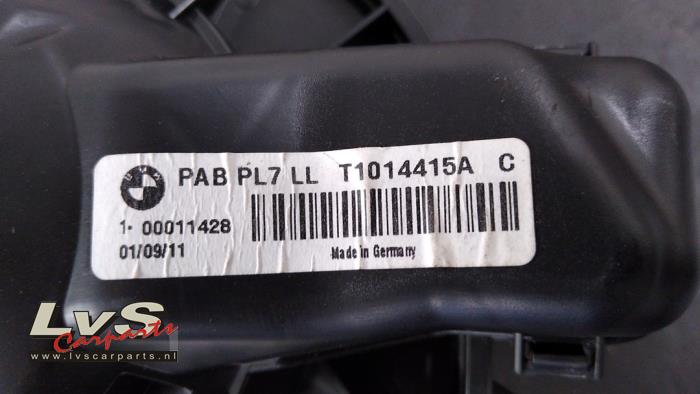 PAB PL7 LL T1014415A C
1- 00011428
01/09/11
Made in Germany
LvS
Carparts
www.lvscarparts.nl